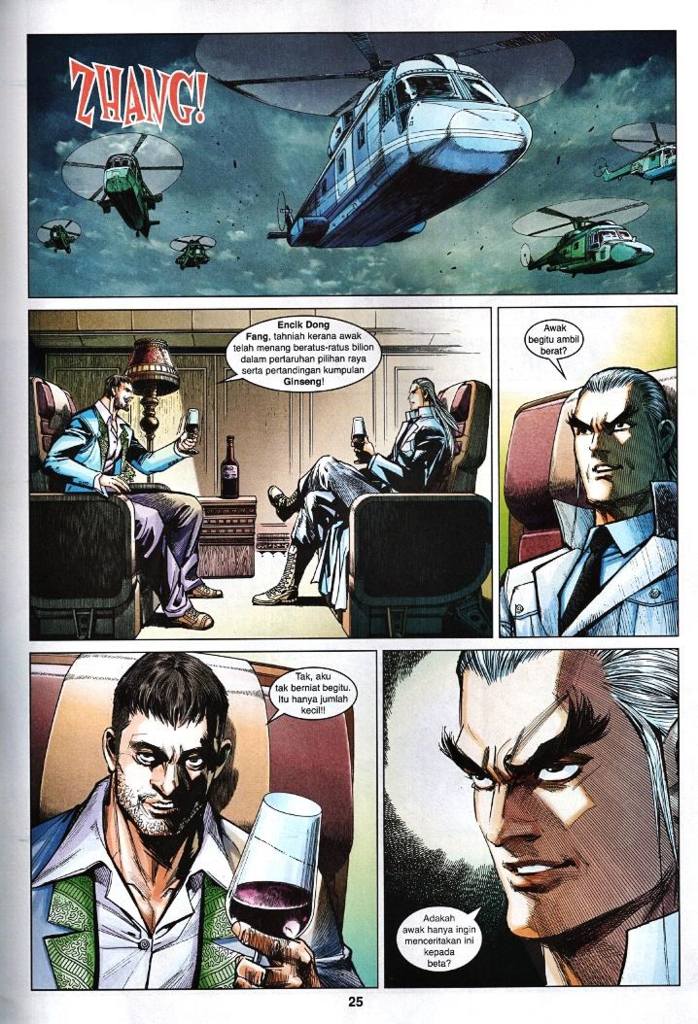 ZHANG!
Encik Dong
Fang, tahniah kerana awak
telah menang beratus-ratus bilion
dalam pertaruhan pilihan raya
serta pertandingan kumpulan
Ginseng!
Awak
begitu ambil
berat?
Tak, aku
tak berniat begitu.
Itu hanya jumlah
kecil!!
Adakah
awak hanya ingin
menceritakan ini
kepada
beta?
25